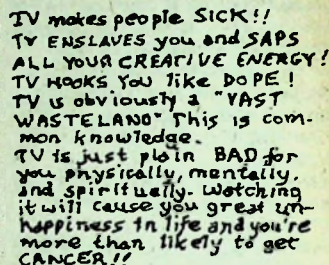 TV makes people SICK!!
TV ENSLAVES you and SAPS
ALL YOUR CREATIVE ENERGY!
TV HOOKS You like DOPE!
TV is obviously a "VAST
WASTELAND" This is com-
mon knowledge.
TV is just plain BAD for
you physically, mentally,
and spiritually. Watching
it will cause you great un-
happiness in life and you're
more than likely to get
CANCER!!